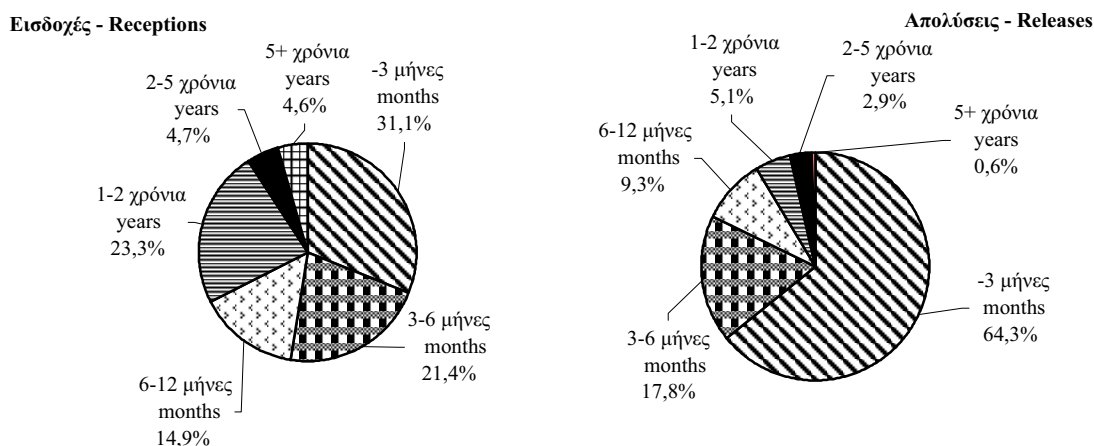 Εισδοχές - Receptions
5+ χρόνια
years
4,6%
-3 μήνες
months
31,1%
2-5 χρόνια
years
4,7%
1-2 χρόνια
years
23,3%
3-6 μήνες
months
21,4%
6-12 μήνες
months
14,9%
Απολύσεις - Releases
1-2 χρόνια
years
5,1%
2-5 χρόνια
years
2,9%
5+ χρόνια
years
0,6%
6-12 μήνες
months
9,3%
3-6 μήνες
months
17,8%
-3 μήνες
months
64,3%